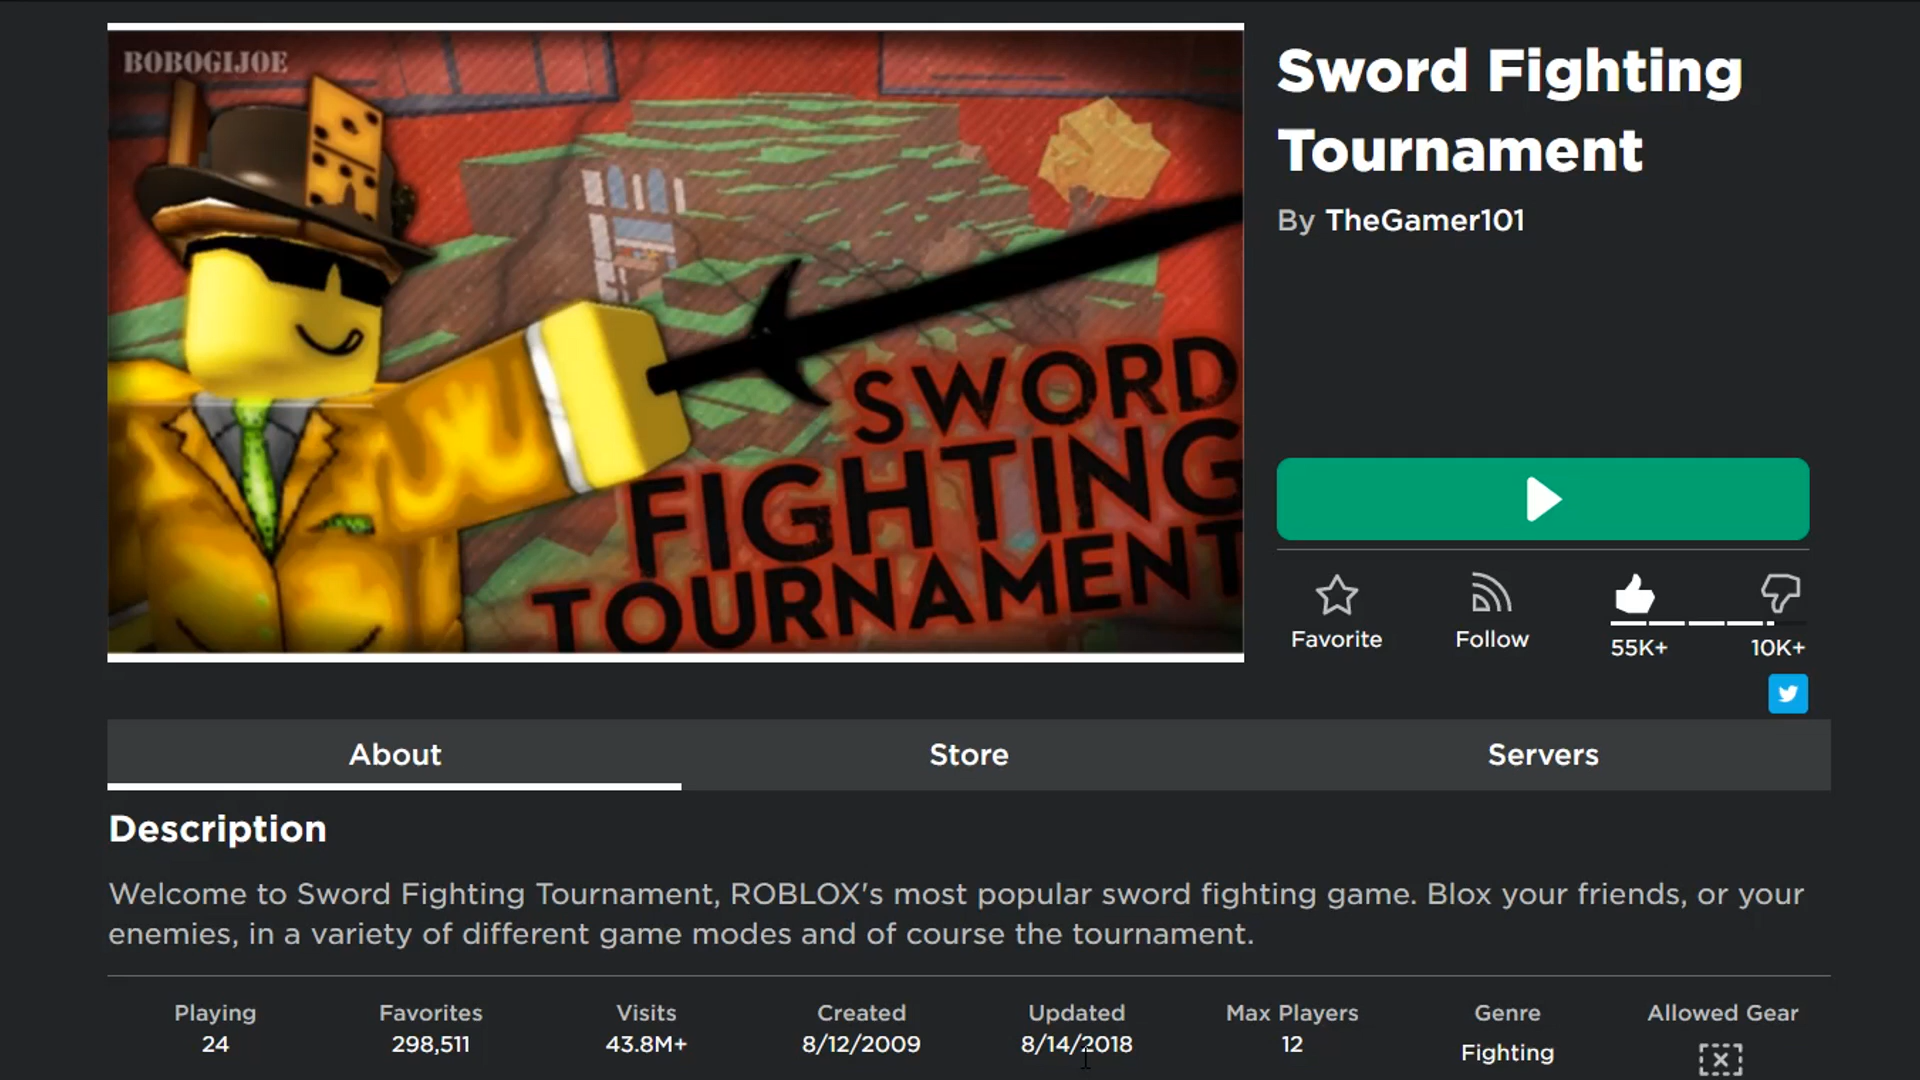 BOBOGIJOE
SWORD
FIGHTING
TOURNAMENT
Sword Fighting
Tournament
By TheGamer101
Favorite
Follow
55K+
10K+
About
Store
Servers
Description
Welcome to Sword Fighting Tournament, ROBLOX's most popular sword fighting game. Blox your friends, or your
enemies, in a variety of different game modes and of course the tournament.
Playing
Favorites
Visits
Created
Updated
Max Players
Genre
Allowed Gear
24
298,511
43.8M+
8/12/2009
8/14/2018
12
Fighting